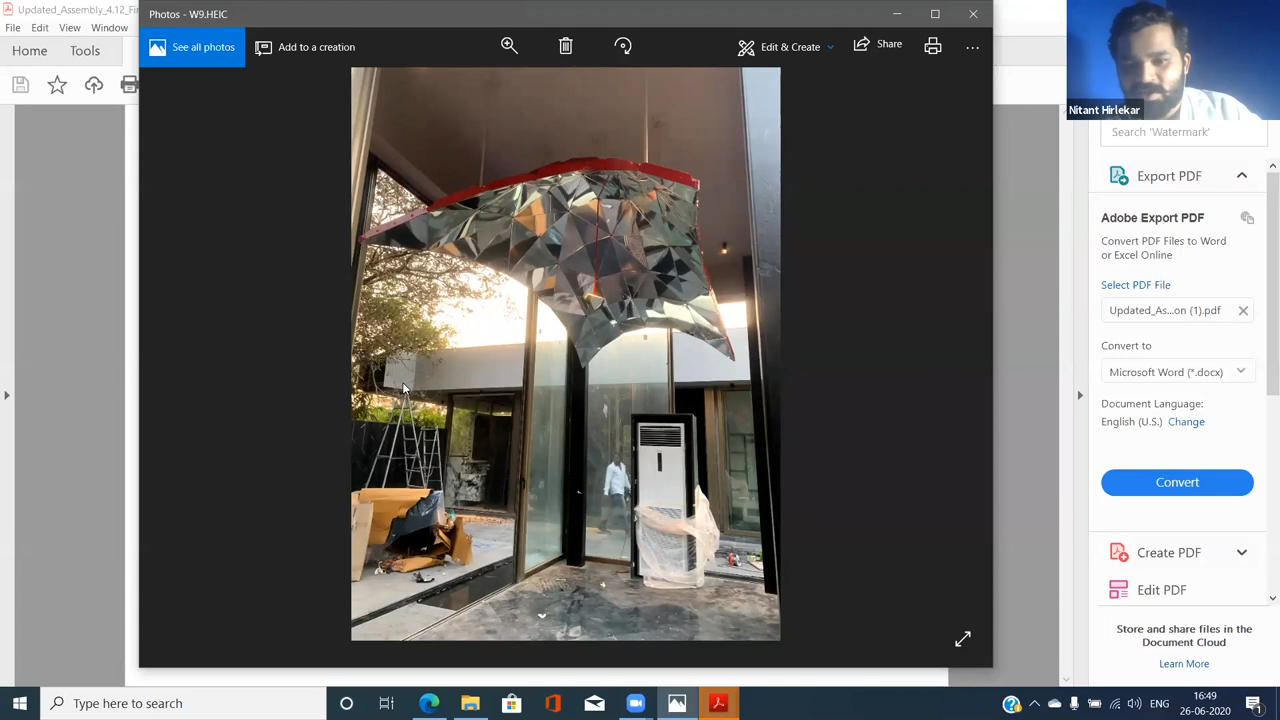 Updated_Assembly_4.12_Fin
Photos - W9.HEIC
File Edit View Window
See all photos
Add to a creation
Edit & Create
Share
Home
Tools
Nitant Hirlekar
Search 'Watermark'
Export PDF
Adobe Export PDF
Convert PDF Files to Word
or Excel Online
Select PDF File
Updated_As...on (1).pdf
Convert to
Microsoft Word (*.docx)
Document Language:
English (U.S.) Change
Convert
Create PDF
Edit PDF
Store and share files in the
Document Cloud
Learn More
Type here to search
ENG
16:49
26-06-2020
1